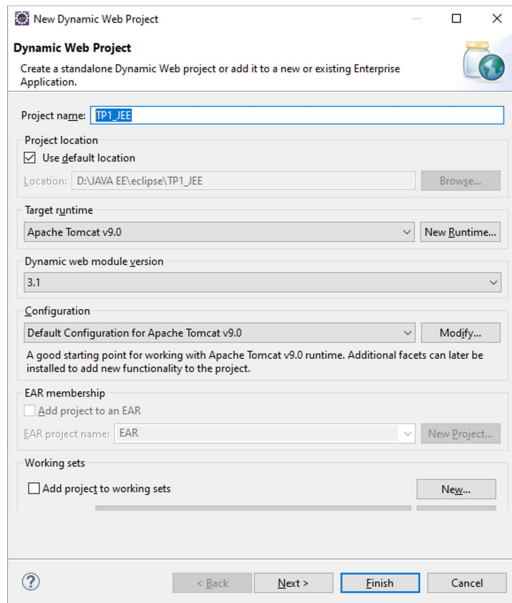 New Dynamic Web Project
Dynamic Web Project
Create a standalone Dynamic Web project or add it to a new or existing Enterprise
Application.
Project name: TP1_JEE
Project location
Use default location
Location: D:\JAVA EE\eclipse\TP1_JEE Browse...
Target runtime
Apache Tomcat v9.0 New Runtime...
Dynamic web module version
3.1
Configuration
Default Configuration for Apache Tomcat v9.0 Modify...
A good starting point for working with Apache Tomcat v9.0 runtime. Additional facets can later be
installed to add new functionality to the project.
EAR membership
Add project to an EAR
EAR project name: EAR New Project...
Working sets
Add project to working sets New...
? < Back Next > Finish Cancel